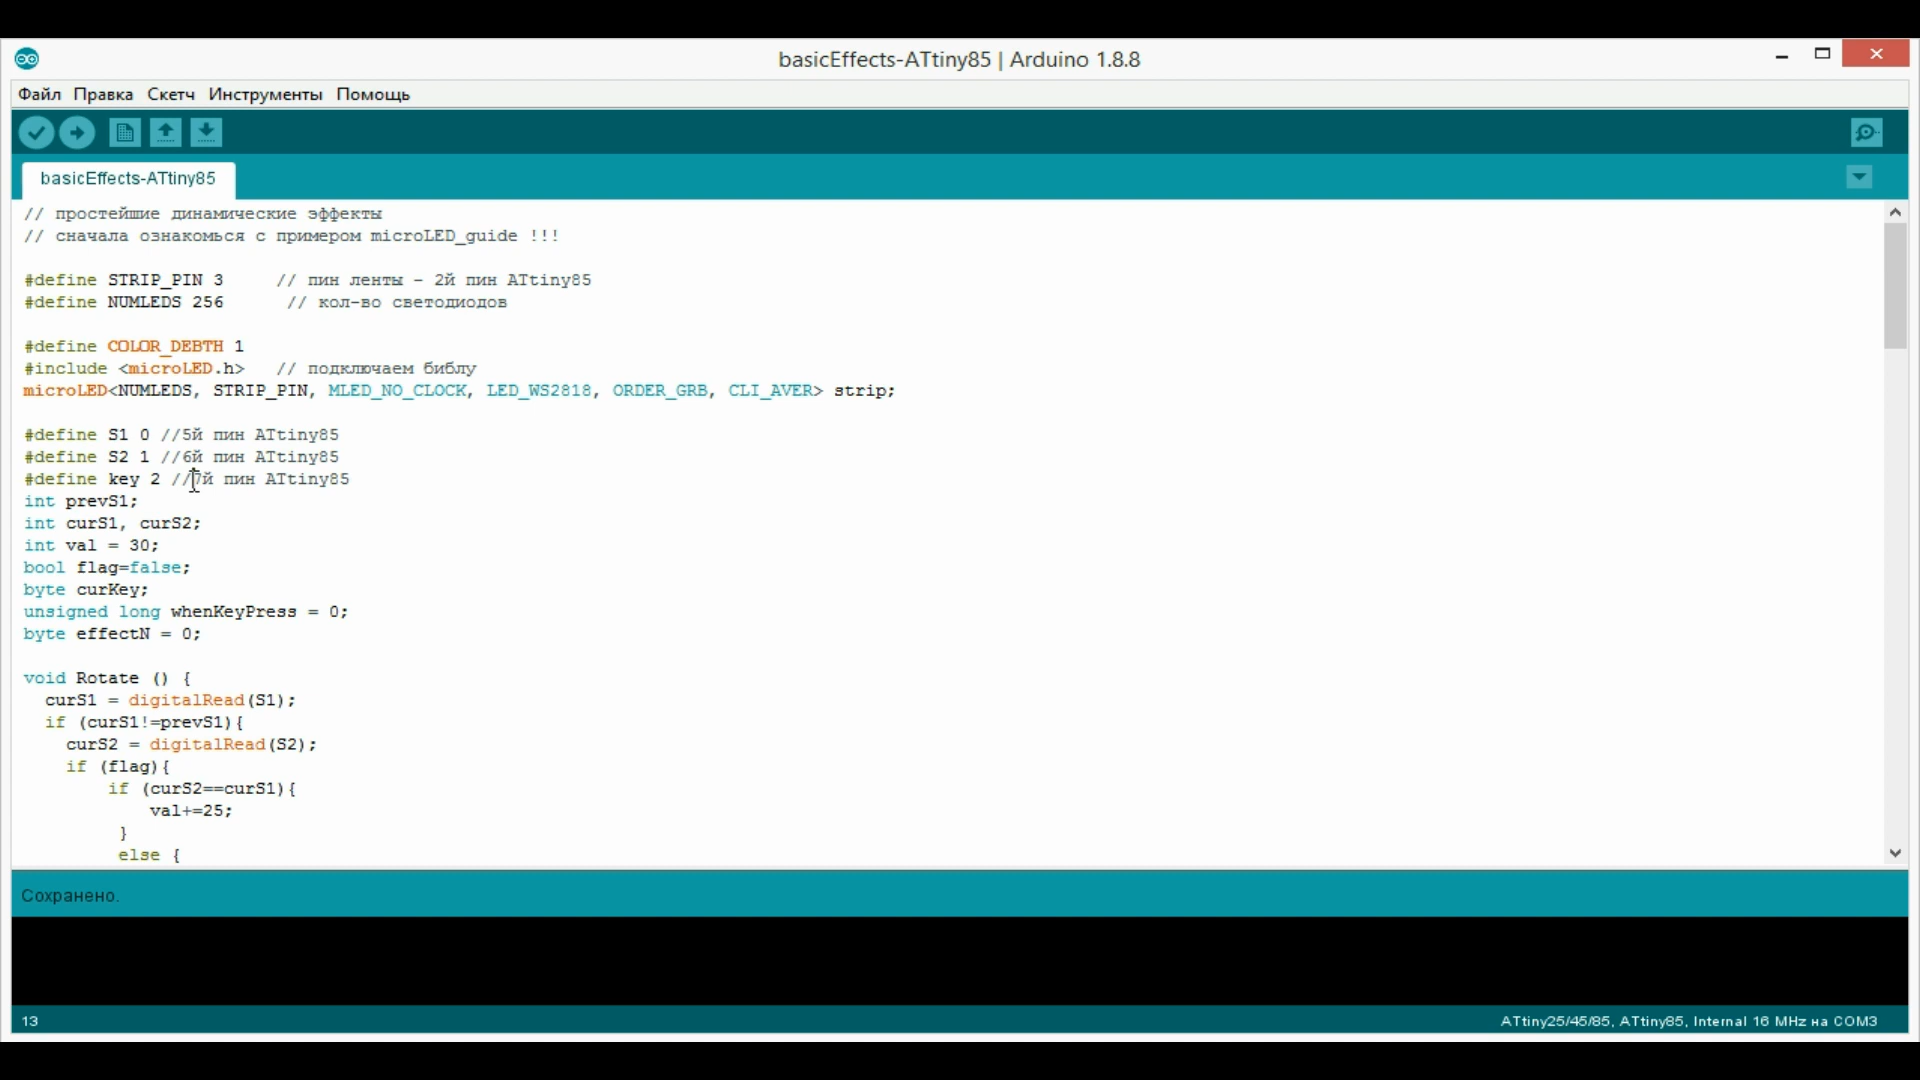 basicEffects-ATtiny85 | Arduino 1.8.8
Файл Правка Скетч Инструменты Помощь
basicEffects-ATtiny85
// простейшие динамические эффекты
// сначала ознакомься с примером microLED_guide !!!
#define STRIP_PIN 3 // пин ленты - 2й пин ATtiny85
#define NUMLEDS 256 // кол-во светодиодов
#define COLOR_DEBTH 1
#include <microLED.h> // подключаем библу
microLED<NUMLEDS, STRIP_PIN, MLED_NO_CLOCK, LED_WS2818, ORDER_GRB, CLI_AVER> strip;
#define S1 0 //5й пин ATtiny85
#define S2 1 //6й пин ATtiny85
#define key 2 //7й пин ATtiny85
int prevS1;
int curS1, curS2;
int val = 30;
bool flag=false;
byte curKey;
unsigned long whenKeyPress = 0;
byte effectN = 0;
void Rotate () {
curS1 = digitalRead(S1);
if (curS1!=prevS1){
curS2 = digitalRead(S2);
if (flag){
if (curS2==curS1){
val+=25;
}
else {
Сохранено.
13
ATtiny25/45/85, ATtiny85, Internal 16 MHz на COM3